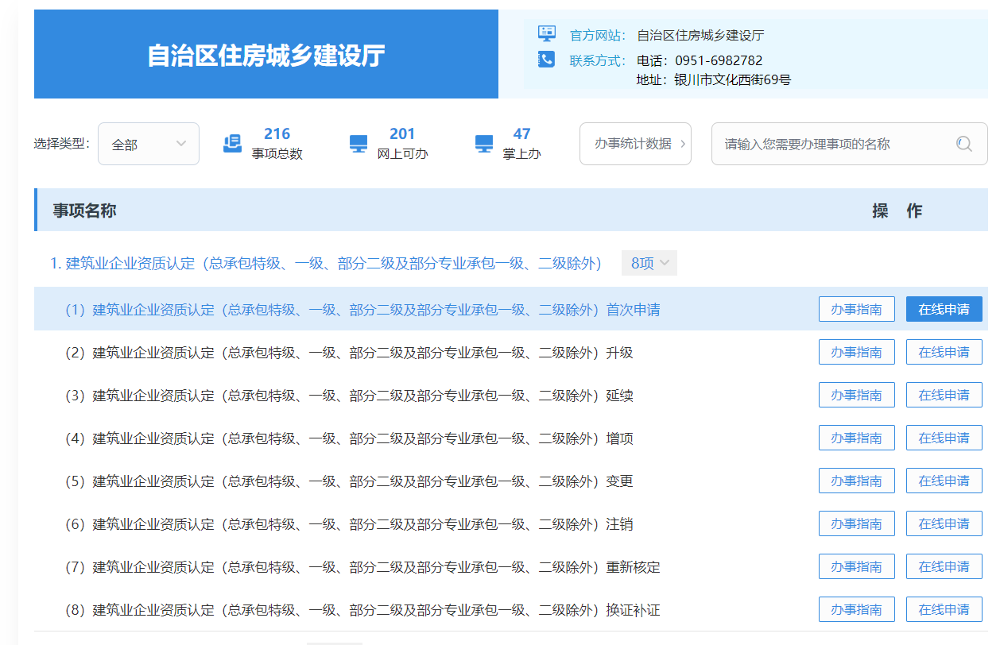 自治区住房城乡建设厅
官方网站： 自治区住房城乡建设厅
联系方式： 电话：0951-6982782
地址：银川市文化西街69号
选择类型： 全部 216 事项总数 201 网上可办 47 掌上办 办事统计数据 请输入您需要办理事项的名称
事项名称 操 作
1. 建筑业企业资质认定（总承包特级、一级、部分二级及部分专业承包一级、二级除外） 8项
（1）建筑业企业资质认定（总承包特级、一级、部分二级及部分专业承包一级、二级除外）首次申请 办事指南 在线申请
（2）建筑业企业资质认定（总承包特级、一级、部分二级及部分专业承包一级、二级除外）升级 办事指南 在线申请
（3）建筑业企业资质认定（总承包特级、一级、部分二级及部分专业承包一级、二级除外）延续 办事指南 在线申请
（4）建筑业企业资质认定（总承包特级、一级、部分二级及部分专业承包一级、二级除外）增项 办事指南 在线申请
（5）建筑业企业资质认定（总承包特级、一级、部分二级及部分专业承包一级、二级除外）变更 办事指南 在线申请
（6）建筑业企业资质认定（总承包特级、一级、部分二级及部分专业承包一级、二级除外）注销 办事指南 在线申请
（7）建筑业企业资质认定（总承包特级、一级、部分二级及部分专业承包一级、二级除外）重新核定 办事指南 在线申请
（8）建筑业企业资质认定（总承包特级、一级、部分二级及部分专业承包一级、二级除外）换证补证 办事指南 在线申请